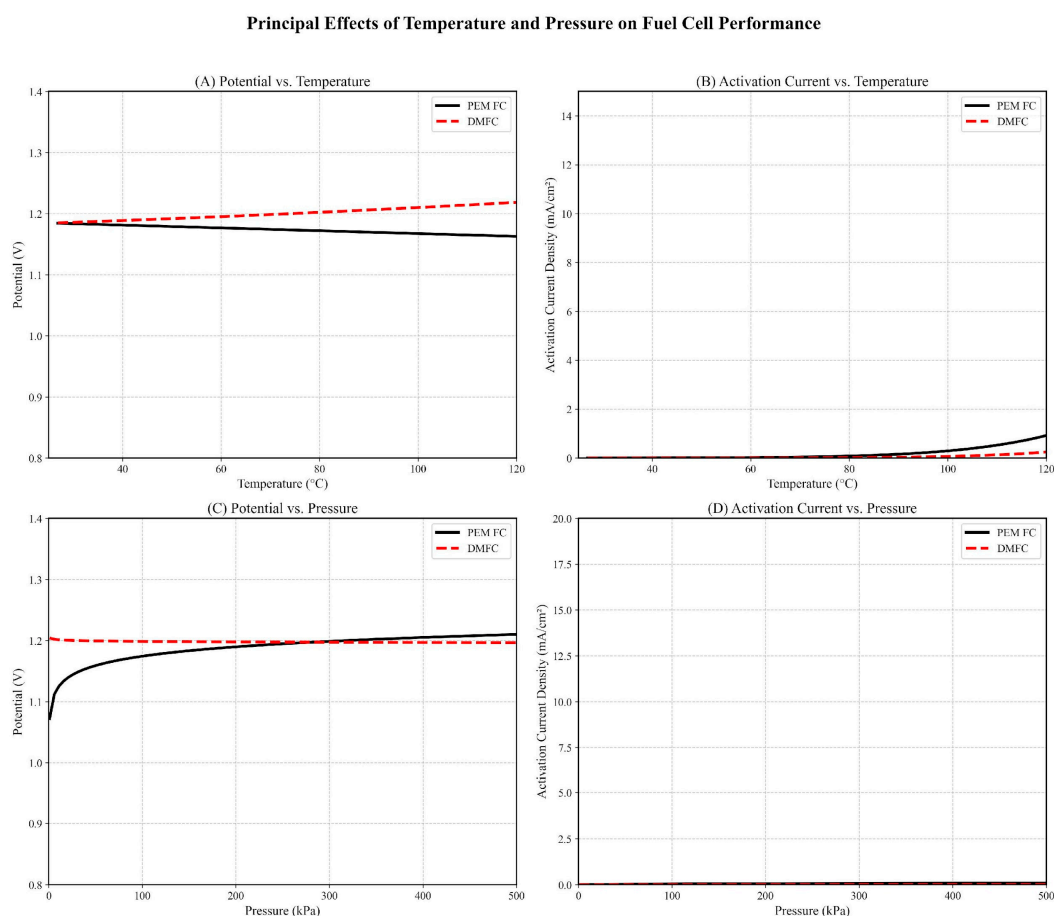 Principal Effects of Temperature and Pressure on Fuel Cell Performance
(A) Potential vs. Temperature
1.4
1.3
1.2
1.1
1.0
0.9
0.8
Potential (V)
PEM FC
DMFC
40
60
80
100
120
Temperature (°C)
(B) Activation Current vs. Temperature
14
12
10
8
6
4
2
0
Activation Current Density (mA/cm²)
PEM FC
DMFC
40
60
80
100
120
Temperature (°C)
(C) Potential vs. Pressure
1.4
1.3
1.2
1.1
1.0
0.9
0.8
Potential (V)
PEM FC
DMFC
0
100
200
300
400
500
Pressure (kPa)
(D) Activation Current vs. Pressure
20.0
17.5
15.0
12.5
10.0
7.5
5.0
2.5
0.0
Activation Current Density (mA/cm²)
PEM FC
DMFC
0
100
200
300
400
500
Pressure (kPa)